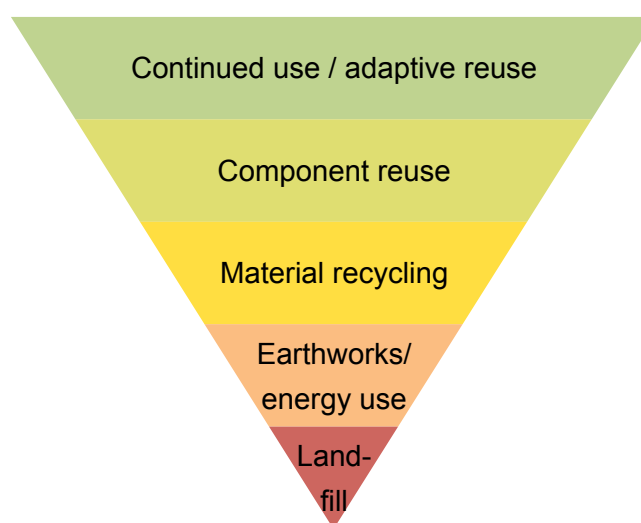 Continued use / adaptive reuse
Component reuse
Material recycling
Earthworks/
energy use
Land-
fill